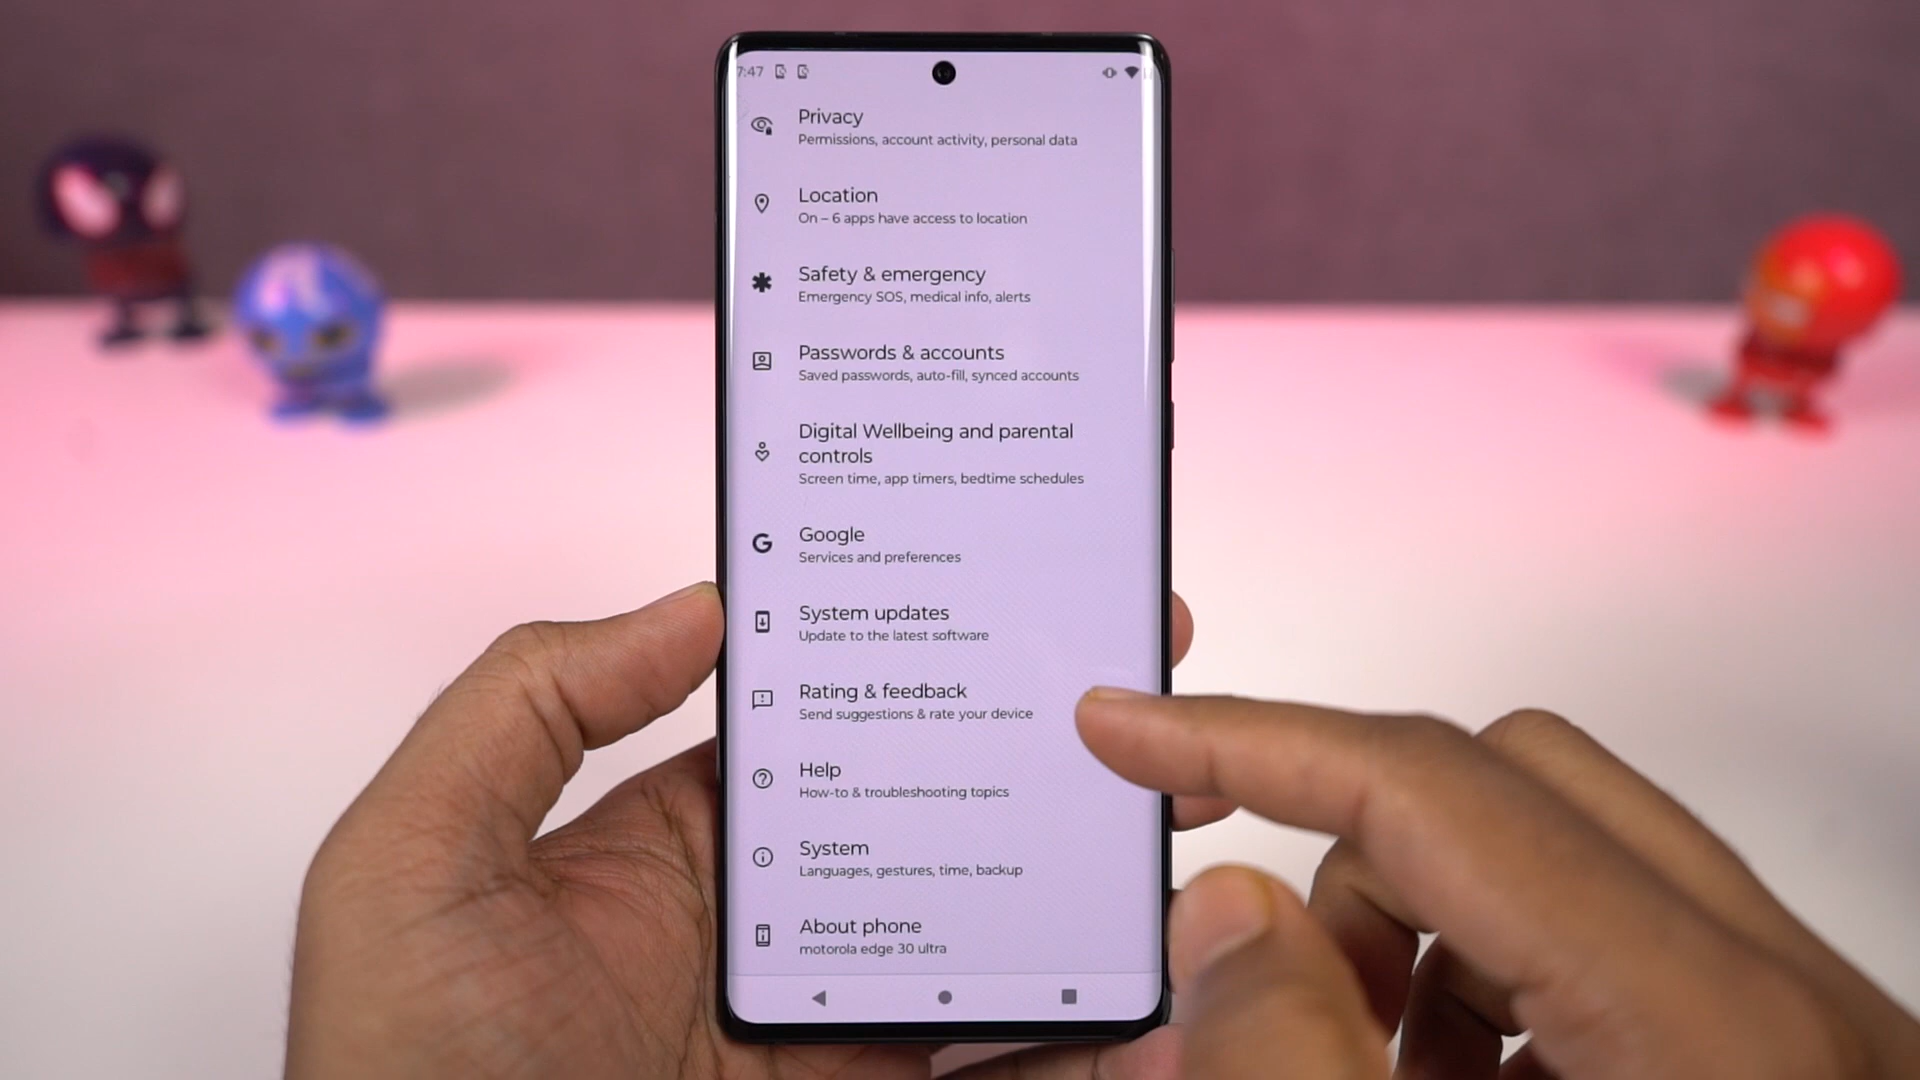 7:47
Privacy
Permissions, account activity, personal data
Location
On – 6 apps have access to location
Safety & emergency
Emergency SOS, medical info, alerts
Passwords & accounts
Saved passwords, auto-fill, synced accounts
Digital Wellbeing and parental
controls
Screen time, app timers, bedtime schedules
Google
Services and preferences
System updates
Update to the latest software
Rating & feedback
Send suggestions & rate your device
Help
How-to & troubleshooting topics
System
Languages, gestures, time, backup
About phone
motorola edge 30 ultra